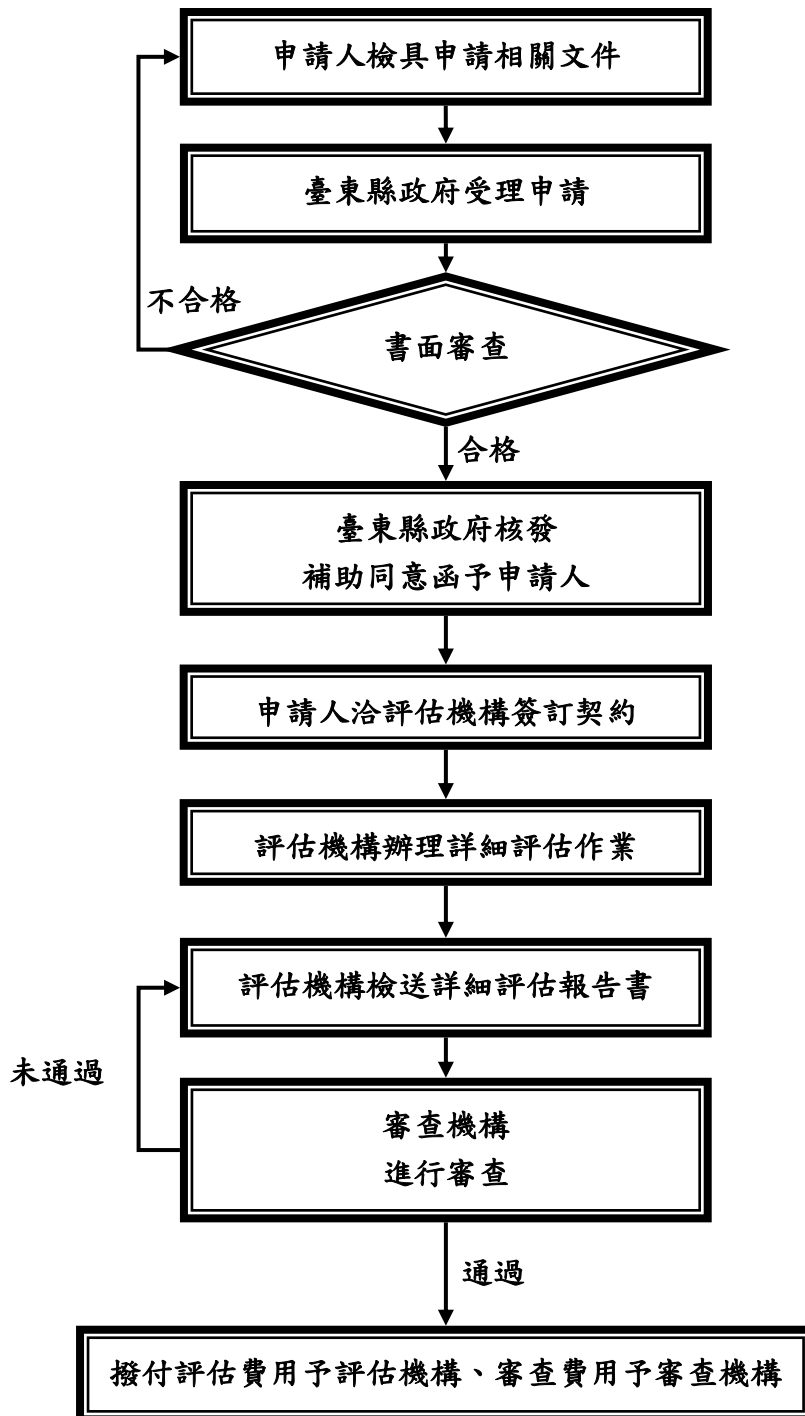 申請人檢具申請相關文件
臺東縣政府受理申請
不合格
書面審查
合格
臺東縣政府核發
補助同意函予申請人
申請人洽評估機構簽訂契約
評估機構辦理詳細評估作業
評估機構檢送詳細評估報告書
未通過
審查機構
進行審查
通過
撥付評估費用予評估機構、審查費用予審查機構